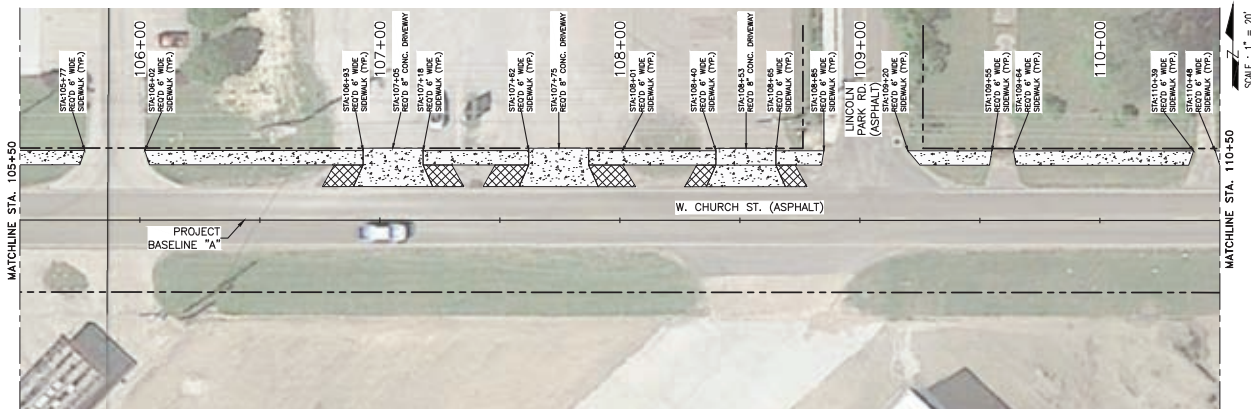 MATCHLINE STA. 105+50
STA:105+77
REQ'D 6' WIDE
SIDEWALK (TYP.)
106+00
STA:106+02
REQ'D 6' WIDE
SIDEWALK (TYP.)
STA:106+93
REQ'D 6' WIDE
SIDEWALK (TYP.)
107+00
STA:107+05
REQ'D 8" CONC. DRIVEWAY
STA:107+18
REQ'D 6' WIDE
SIDEWALK (TYP.)
STA:107+62
REQ'D 6' WIDE
SIDEWALK (TYP.)
STA:107+75
REQ'D 8" CONC. DRIVEWAY
108+00
STA:108+01
REQ'D 6' WIDE
SIDEWALK (TYP.)
STA:108+40
REQ'D 6' WIDE
SIDEWALK (TYP.)
STA:108+53
REQ'D 8" CONC. DRIVEWAY
STA:108+65
REQ'D 6' WIDE
SIDEWALK (TYP.)
STA:108+85
REQ'D 6' WIDE
SIDEWALK (TYP.)
LINCOLN
PARK RD.
(ASPHALT)
109+00
STA:109+20
REQ'D 6' WIDE
SIDEWALK (TYP.)
STA:109+55
REQ'D 6' WIDE
SIDEWALK (TYP.)
STA:109+64
REQ'D 6' WIDE
SIDEWALK (TYP.)
110+00
STA:110+39
REQ'D 6' WIDE
SIDEWALK (TYP.)
STA:110+48
REQ'D 6' WIDE
SIDEWALK (TYP.)
MATCHLINE STA. 110+50
Z
SCALE : 1" = 20'
W. CHURCH ST. (ASPHALT)
PROJECT
BASELINE "A"